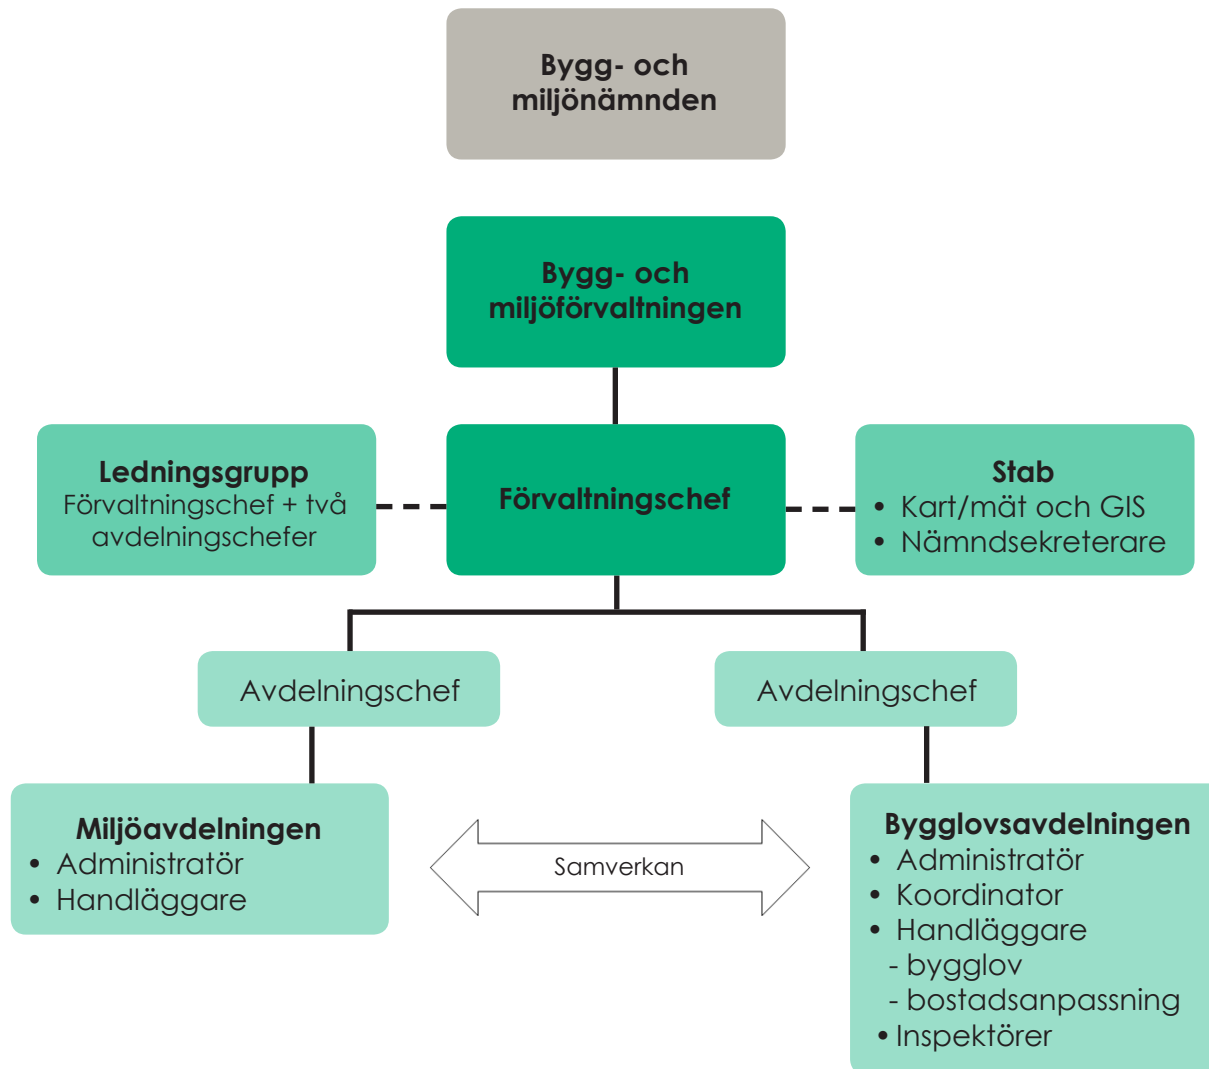 Bygg- och
miljönämnden
Bygg- och
miljöförvaltningen
Ledningsgrupp
Förvaltningschef + två
avdelningschefer
Förvaltningschef
Stab
• Kart/mät och GIS
• Nämndsekreterare
Avdelningschef
Avdelningschef
Miljöavdelningen
• Administratör
• Handläggare
Samverkan
Bygglovsavdelningen
• Administratör
• Koordinator
• Handläggare
- bygglov
- bostadsanpassning
• Inspektörer